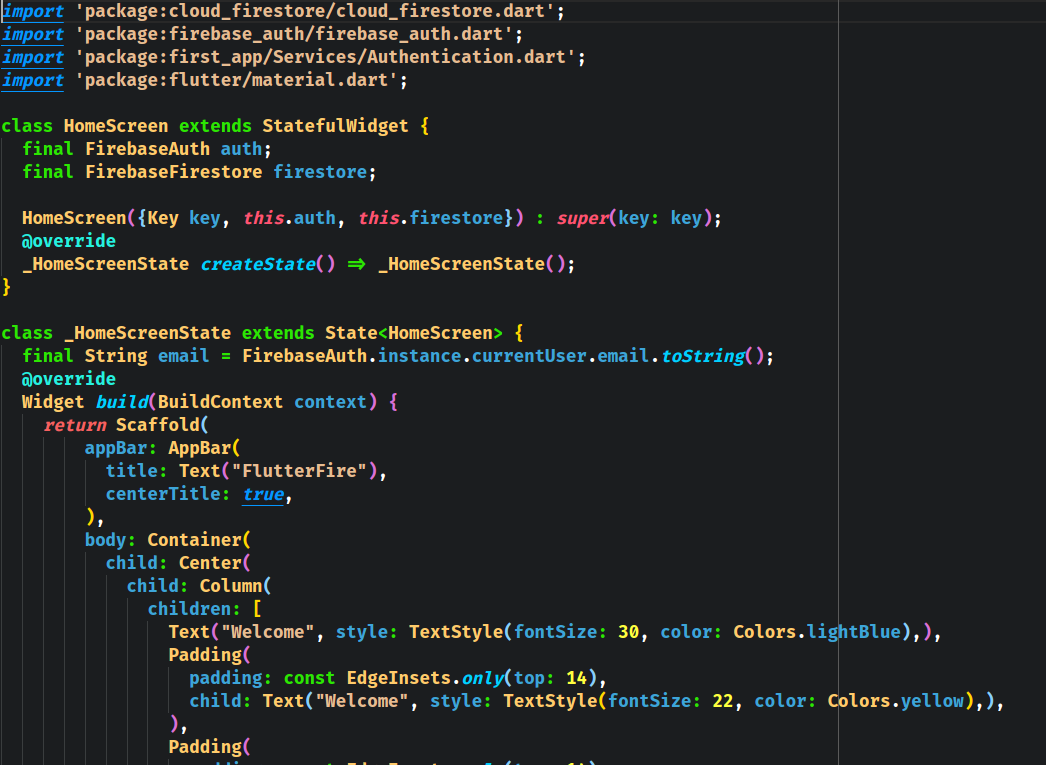 import 'package:cloud_firestore/cloud_firestore.dart';
import 'package:firebase_auth/firebase_auth.dart';
import 'package:first_app/Services/Authentication.dart';
import 'package:flutter/material.dart';

class HomeScreen extends StatefulWidget {
  final FirebaseAuth auth;
  final FirebaseFirestore firestore;

  HomeScreen({Key key, this.auth, this.firestore}) : super(key: key);
  @override
  _HomeScreenState createState() => _HomeScreenState();
}

class _HomeScreenState extends State<HomeScreen> {
  final String email = FirebaseAuth.instance.currentUser.email.toString();
  @override
  Widget build(BuildContext context) {
    return Scaffold(
        appBar: AppBar(
          title: Text("FlutterFire"),
          centerTitle: true,
        ),
        body: Container(
          child: Center(
            child: Column(
              children: [
                Text("Welcome", style: TextStyle(fontSize: 30, color: Colors.lightBlue),),
                Padding(
                  padding: const EdgeInsets.only(top: 14),
                  child: Text("Welcome", style: TextStyle(fontSize: 22, color: Colors.yellow),),
                ),
                Padding(